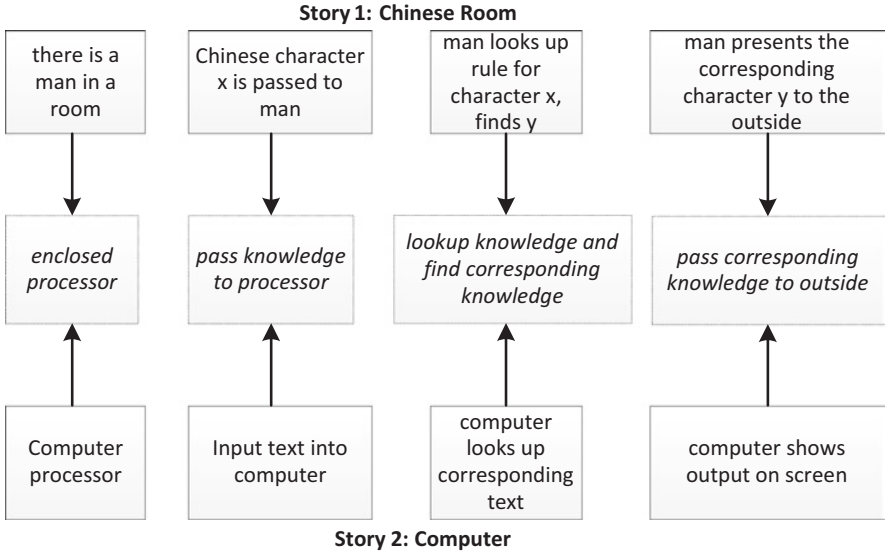 Story 1: Chinese Room
there is a
man in a
room
Chinese character
x is passed to
man
man looks up
rule for
character x,
finds y
man presents the
corresponding
character y to the
outside
enclosed
processor
pass knowledge
to processor
lookup knowledge and
find corresponding
knowledge
pass corresponding
knowledge to outside
Computer
processor
Input text into
computer
computer
looks up
corresponding
text
computer shows
output on screen
Story 2: Computer